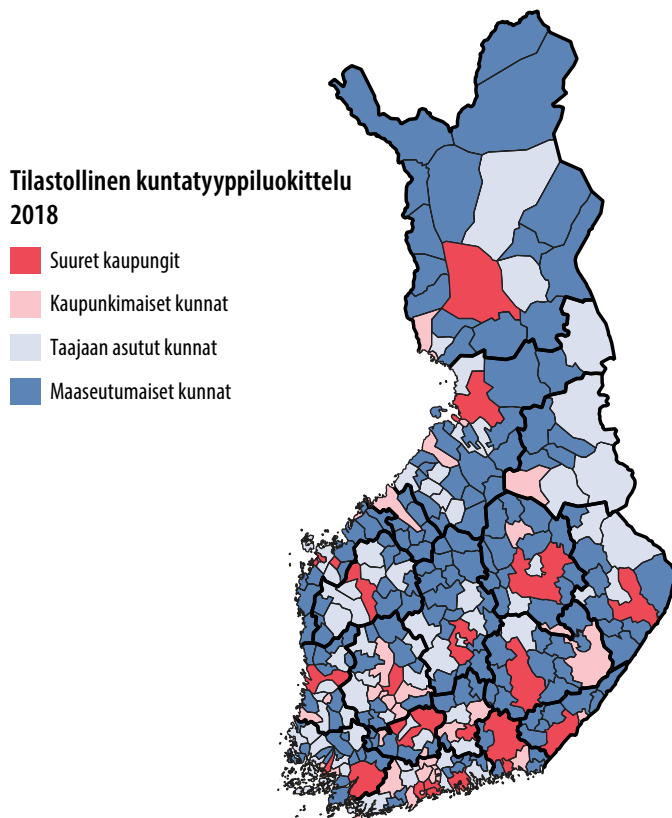 Tilastollinen kuntatyyppiluokittelu
2018
Suuret kaupungit
Kaupunkimaiset kunnat
Taajaan asutut kunnat
Maaseutumaiset kunnat